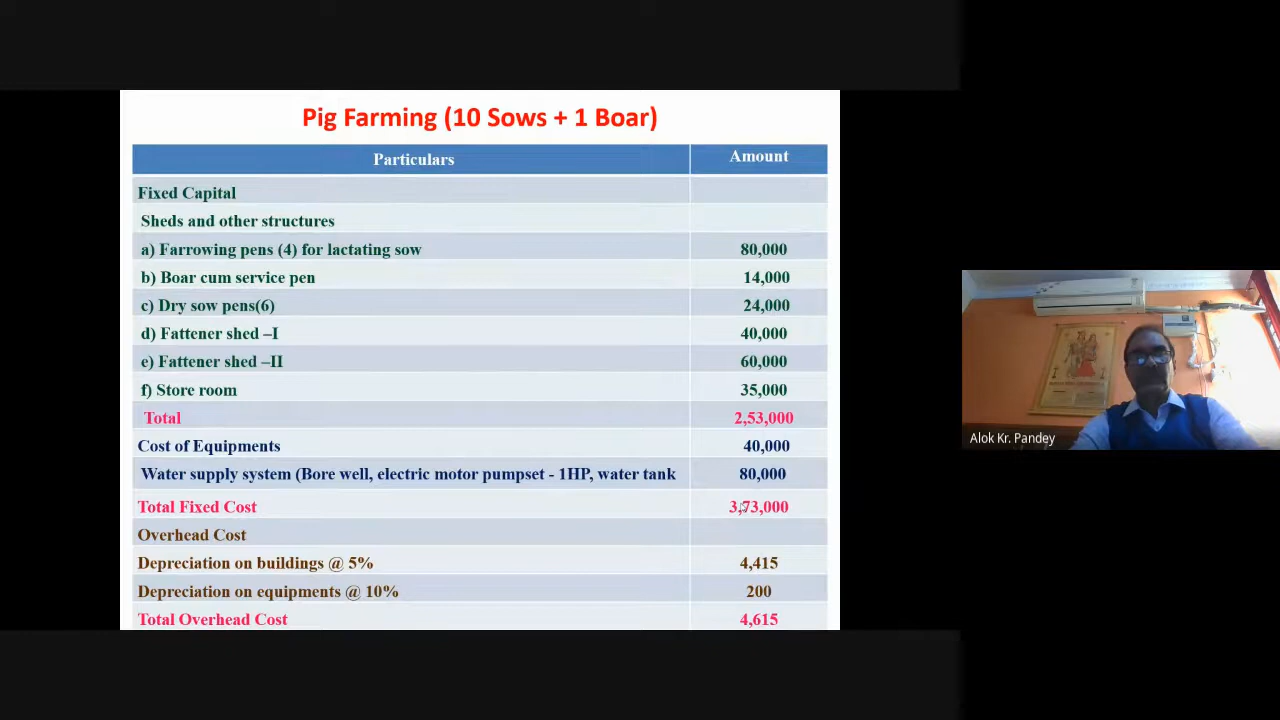 Pig Farming (10 Sows + 1 Boar)
Particulars Amount
Fixed Capital
Sheds and other structures
a) Farrowing pens (4) for lactating sow 80,000
b) Boar cum service pen 14,000
c) Dry sow pens(6) 24,000
d) Fattener shed –I 40,000
e) Fattener shed –II 60,000
f) Store room 35,000
Total 2,53,000
Cost of Equipments 40,000
Water supply system (Bore well, electric motor pumpset - 1HP, water tank 80,000
Total Fixed Cost 3,73,000
Overhead Cost
Depreciation on buildings @ 5% 4,415
Depreciation on equipments @ 10% 200
Total Overhead Cost 4,615
Alok Kr. Pandey